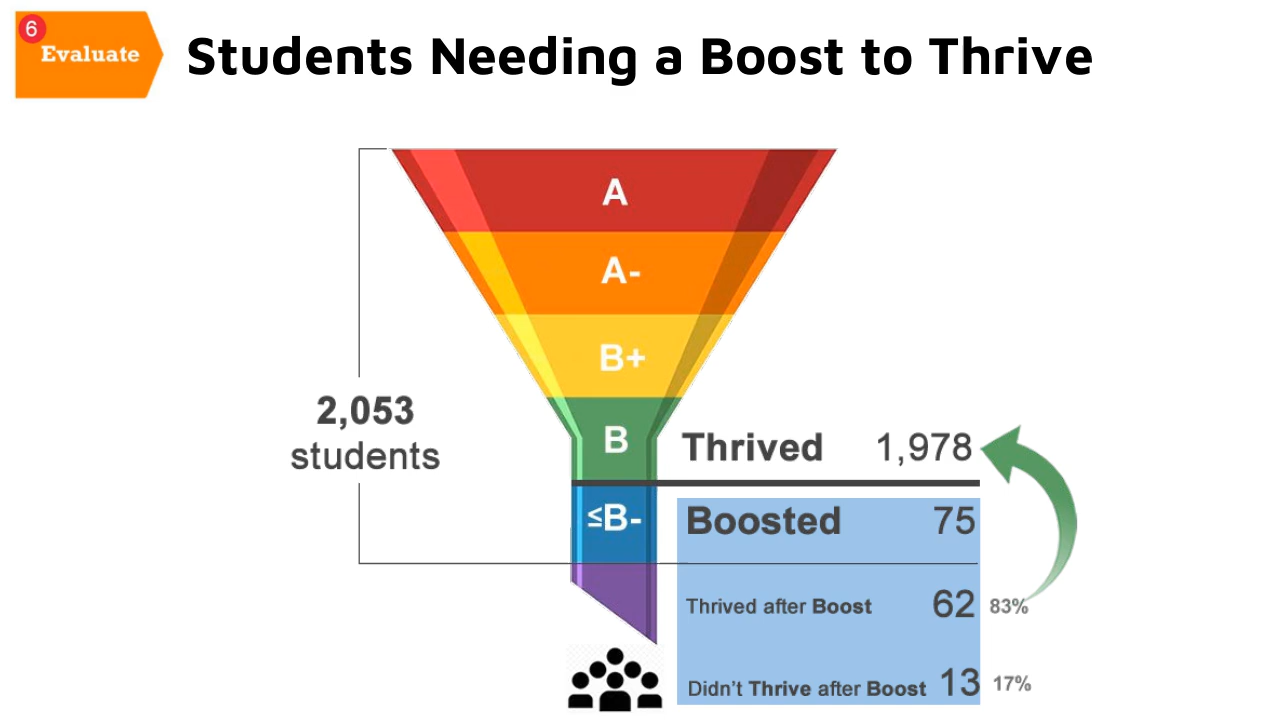 6
Evaluate
Students Needing a Boost to Thrive
A
A-
B+
2,053
students
B
Thrived 1,978
≤B-
Boosted 75
Thrived after Boost 62 83%
Didn’t Thrive after Boost 13 17%